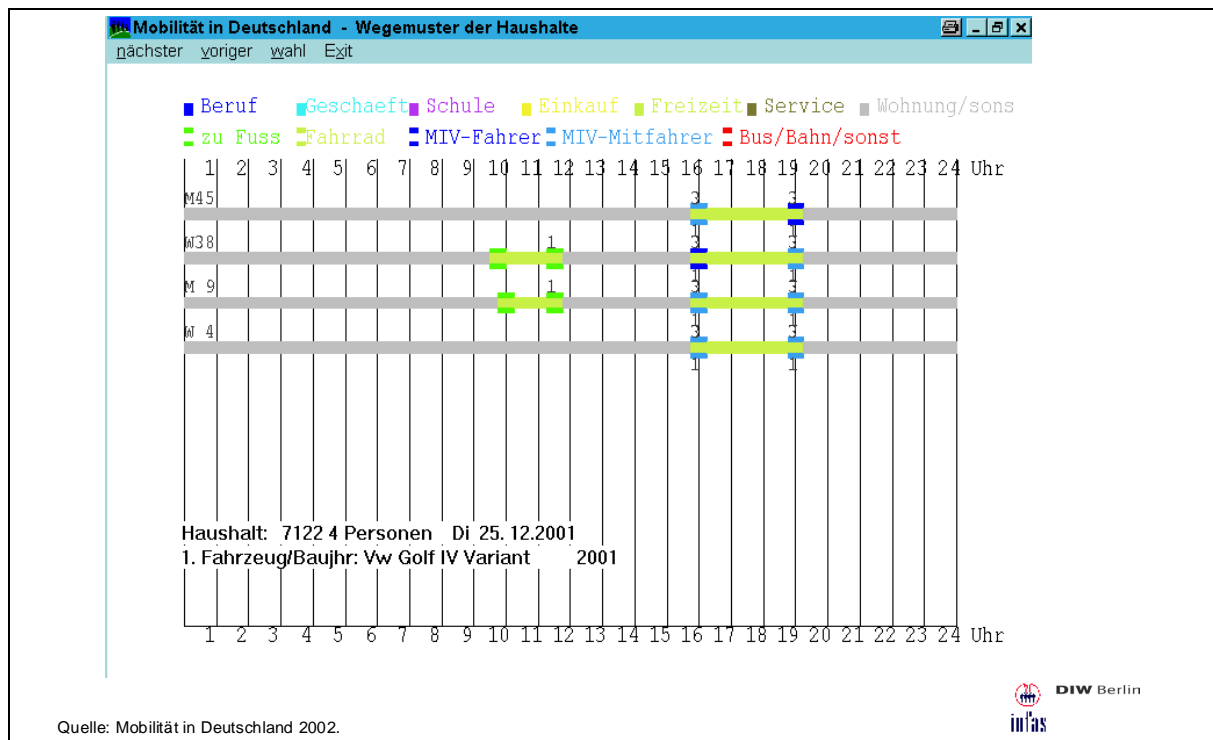 Mobilität in Deutschland - Wegemuster der Haushalte
nächster voriger wahl Exit
Beruf Geschaeft Schule Einkauf Freizeit Service Wohnung/sons
zu Fuss Fahrrad MIV-Fahrer MIV-Mitfahrer Bus/Bahn/sonst
1 2 3 4 5 6 7 8 9 10 11 12 13 14 15 16 17 18 19 20 21 22 23 24 Uhr
M45 3 3
1 1
W38 1 3 3
1 1
M 9 1 3 3
1 1
W 4 3 3
1 1
Haushalt: 7122 4 Personen Di 25.12.2001
1. Fahrzeug/Baujhr: Vw Golf IV Variant 2001
1 2 3 4 5 6 7 8 9 10 11 12 13 14 15 16 17 18 19 20 21 22 23 24 Uhr
DIW Berlin
infas
Quelle: Mobilität in Deutschland 2002.